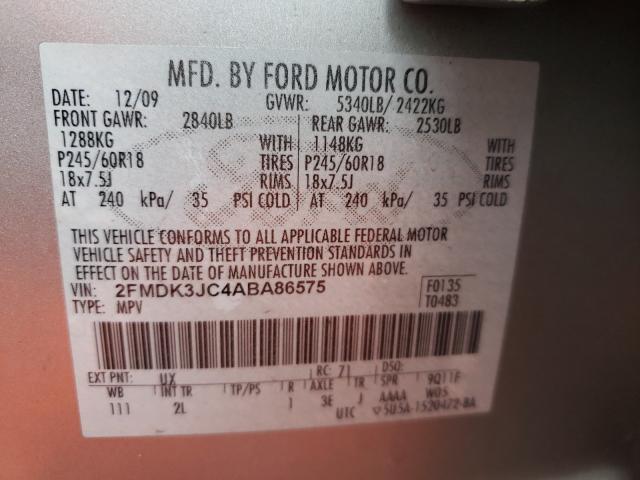 MFD. BY FORD MOTOR CO.
DATE: 12/09 GVWR: 5340LB/ 2422KG
FRONT GAWR: 2840LB REAR GAWR: 2530LB
1288KG WITH 1148KG WITH
P245/60R18 TIRES P245/60R18 TIRES
18x7.5J RIMS 18x7.5J RIMS
AT 240 kPa/ 35 PSI COLD AT 240 kPa/ 35 PSI COLD
THIS VEHICLE CONFORMS TO ALL APPLICABLE FEDERAL MOTOR
VEHICLE SAFETY AND THEFT PREVENTION STANDARDS IN
EFFECT ON THE DATE OF MANUFACTURE SHOWN ABOVE.
VIN: 2FMDK3JC4ABA86575 F0135
TYPE: MPV T0483
EXT PNT: UX RC: 71 DSO:
WB INT TR TP/PS R AXLE TR SPR 9Q11F
111 2L I 3E J AAAA W05
UTC 5U5A-1520472-BA